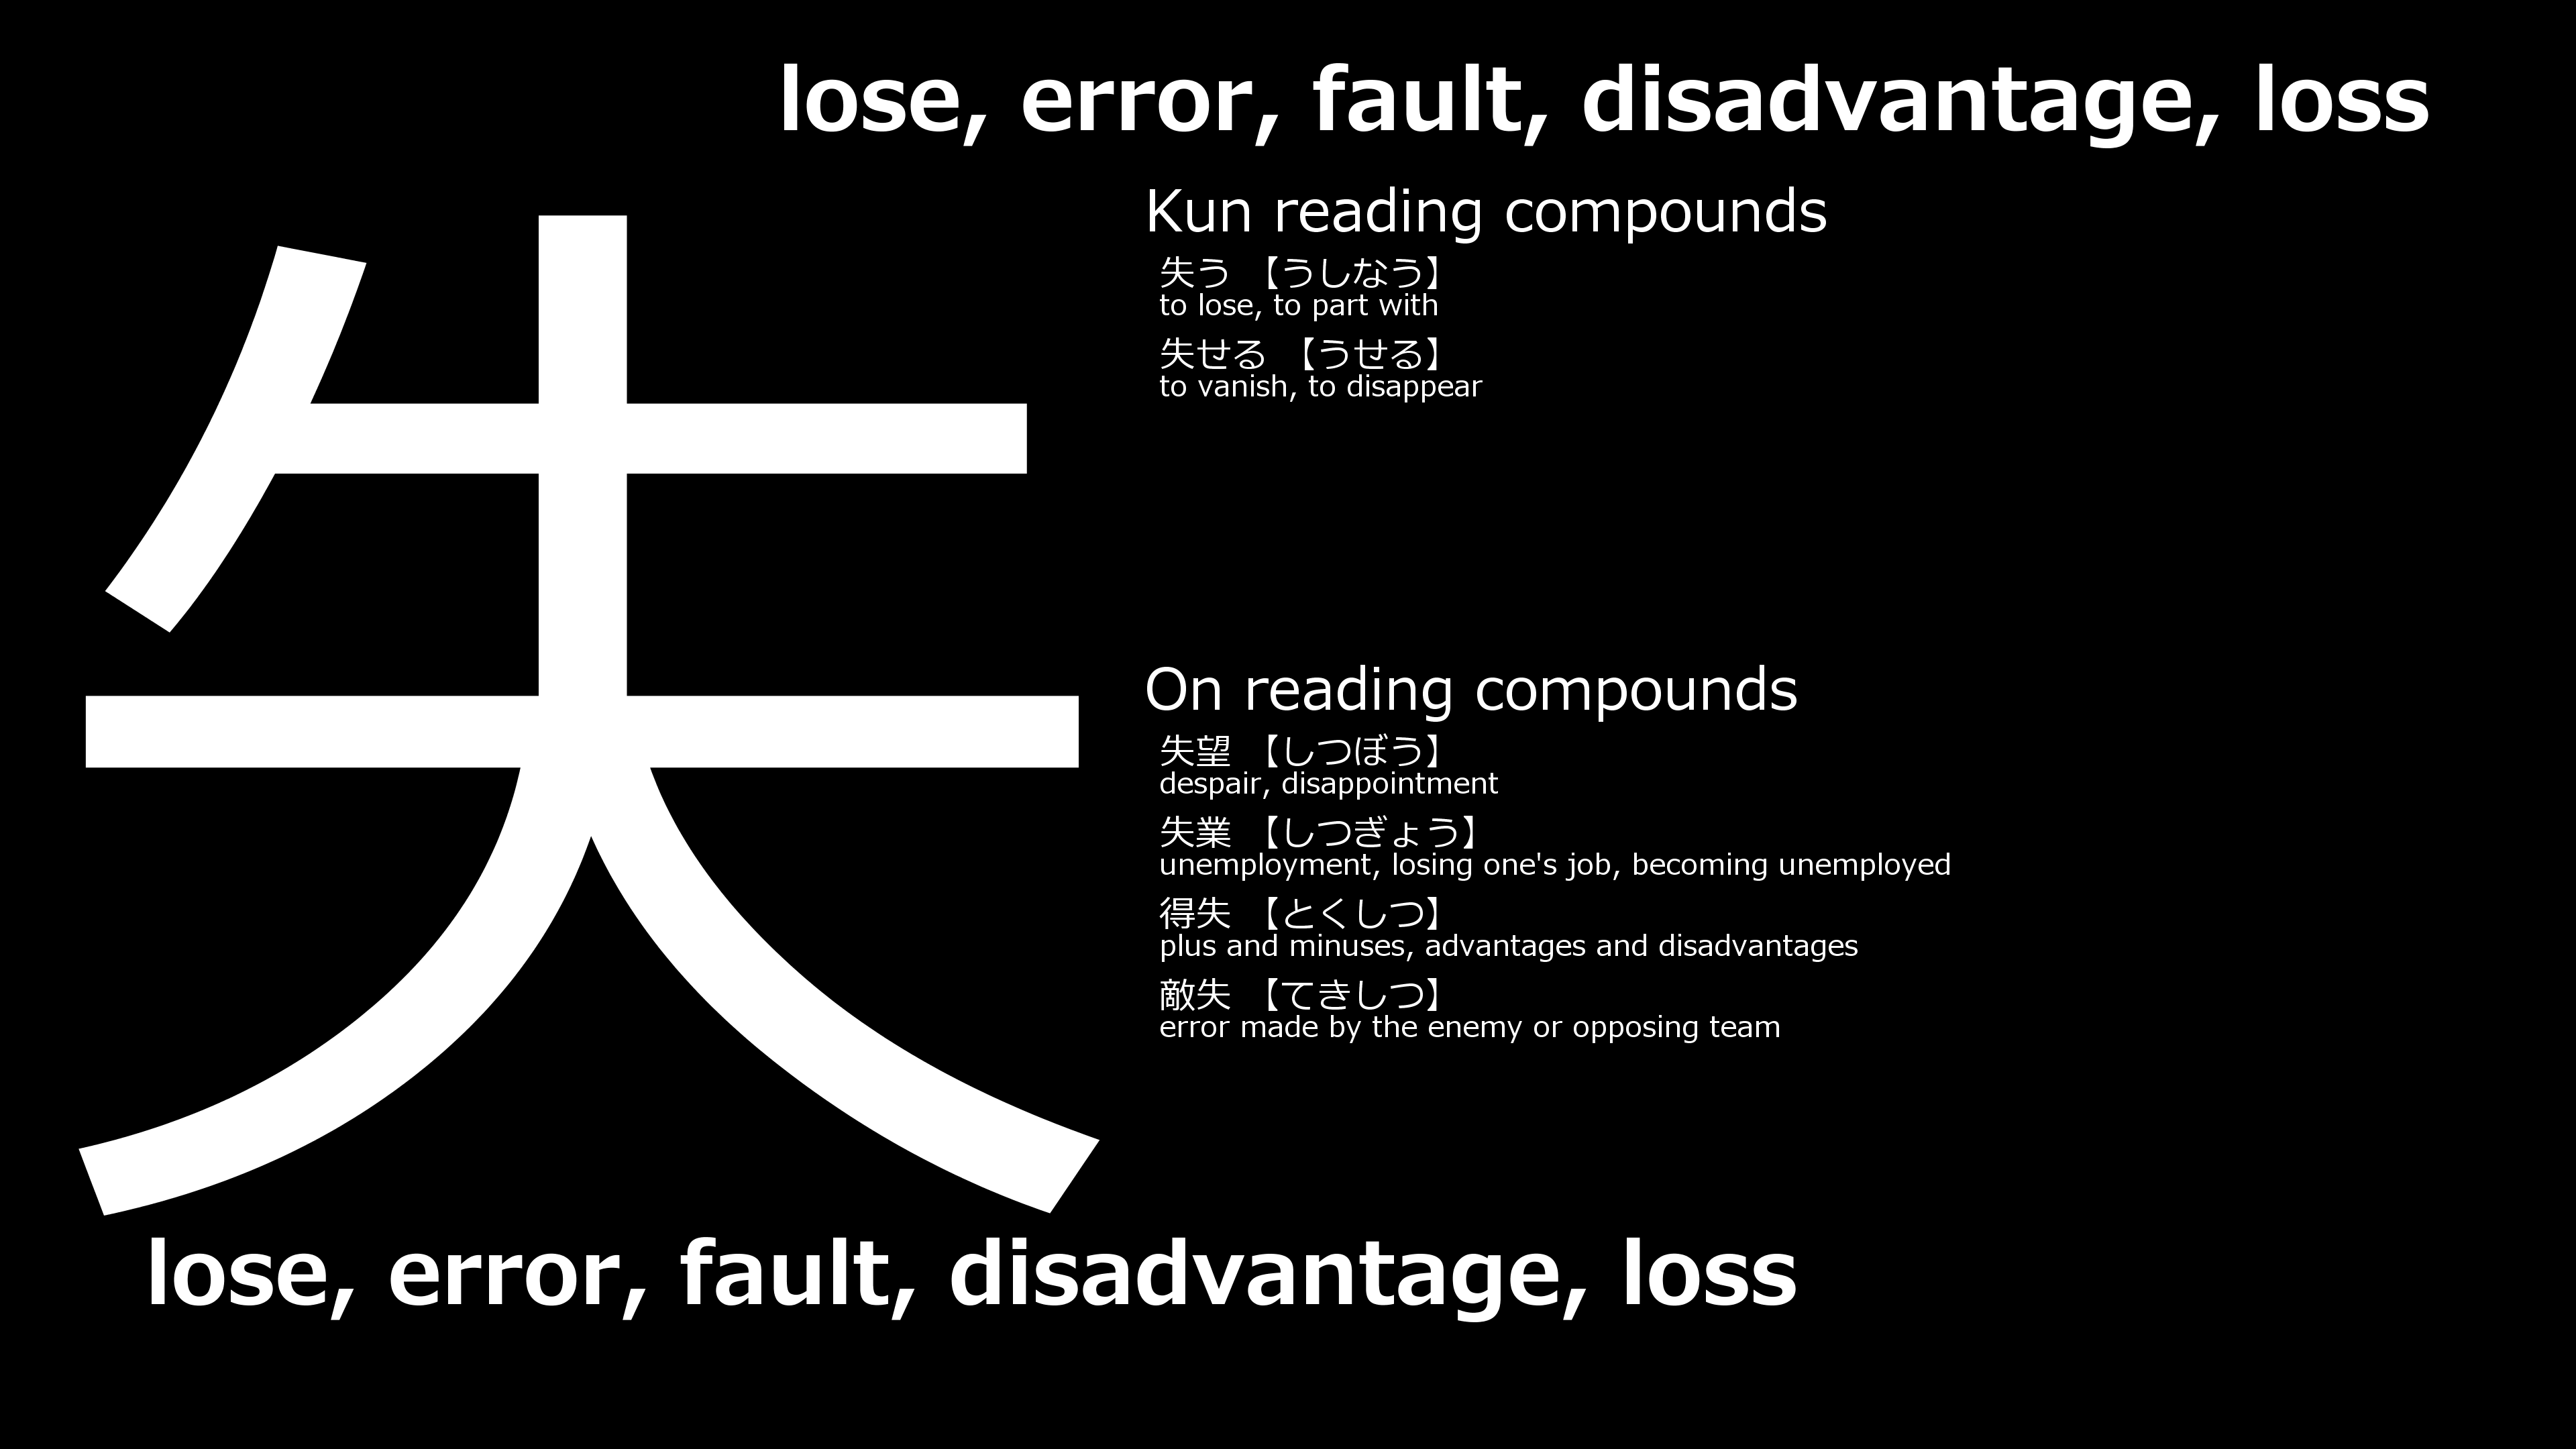 lose, error, fault, disadvantage, loss
失
Kun reading compounds
失う 【うしなう】
to lose, to part with
失せる 【うせる】
to vanish, to disappear
On reading compounds
失望 【しつぼう】
despair, disappointment
失業 【しつぎょう】
unemployment, losing one's job, becoming unemployed
得失 【とくしつ】
plus and minuses, advantages and disadvantages
敵失 【てきしつ】
error made by the enemy or opposing team
lose, error, fault, disadvantage, loss